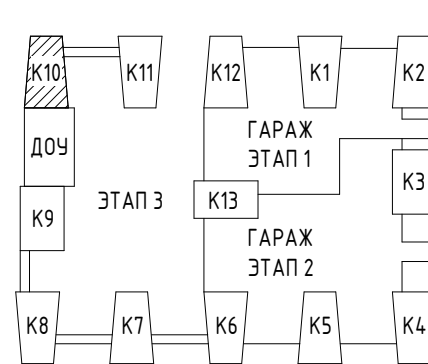 К10
К11
К12
К1
К2
ДОУ
ГАРАЖ
ЭТАП 1
К3
К9
ЭТАП 3
К13
ГАРАЖ
ЭТАП 2
К8
К7
К6
К5
К4